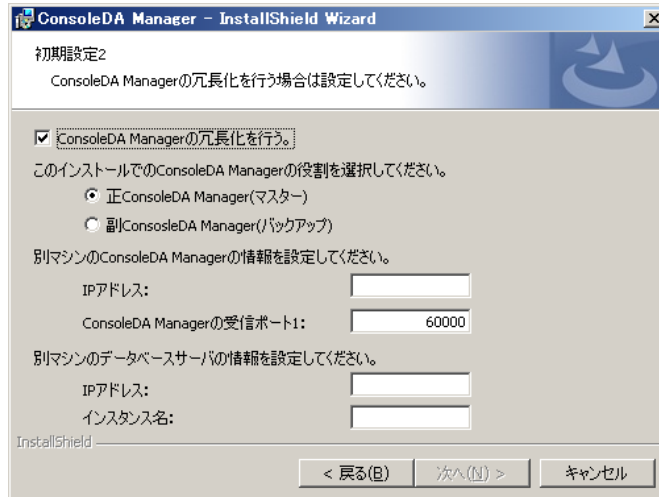 ConsoleDA Manager - InstallShield Wizard
初期設定2
ConsoleDA Managerの冗長化を行う場合は設定してください。
ConsoleDA Managerの冗長化を行う。
このインストールでのConsoleDA Managerの役割を選択してください。
正ConsoleDA Manager(マスター)
副ConsosleDA Manager(バックアップ)
別マシンのConsoleDA Managerの情報を設定してください。
IPアドレス:
ConsoleDA Managerの受信ポート1: 60000
別マシンのデータベースサーバの情報を設定してください。
IPアドレス:
インスタンス名:
InstallShield
< 戻る(B) 次へ(N) > キャンセル